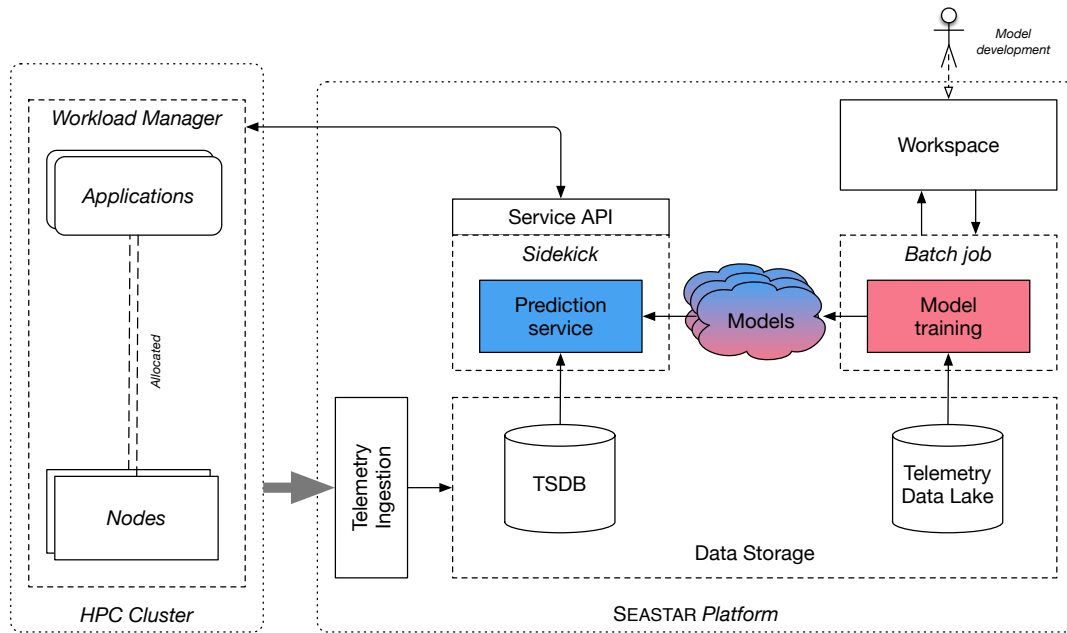 Model
development
Workload Manager
Applications
Allocated
Nodes
HPC Cluster
Workspace
Service API
Sidekick
Prediction
service
Models
Batch job
Model
training
Telemetry
Ingestion
TSDB
Telemetry
Data Lake
Data Storage
SEASTAR Platform